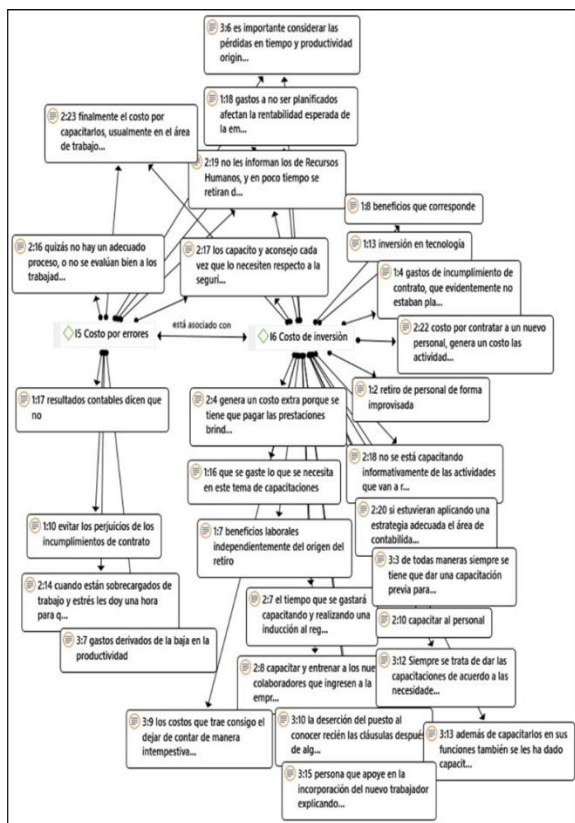 3:6 es importante considerar las
pérdidas en tiempo y productividad
origin...
1:18 gastos a no ser planificados
afectan la rentabilidad esperada de
la em...
2:23 finalmente el costo por
capacitarlos, usualmente en el área
de trabajo...
2:19 no les informan los de Recursos
Humanos, y en poco tiempo se
retiran d...
1:8 beneficios que corresponde
1:13 inversión en tecnología
2:16 quizás no hay un adecuado
proceso, o no se evalúan bien a los
trabajad...
2:17 los capacito y aconsejo cada
vez que lo necesiten respecto a la
seguri...
1:4 gastos de incumplimiento de
contrato, que evidentemente no
estaban pla...
I5 Costo por errores
está asociado con
I6 Costo de inversiòn
2:22 costo por contratar a un nuevo
personal, genera un costo las
actividad...
1:17 resultados contables dicen que
no
2:4 genera un costo extra porque se
tiene que pagar las prestaciones
brind...
1:2 retiro de personal de forma
improvisada
2:18 no se está capacitando
informativamente de las actividades
que van a r...
1:16 que se gaste lo que se necesita
en este tema de capacitaciones
2:20 si estuvieran aplicando una
estrategia adecuada el área de
contabilida...
1:10 evitar los perjuicios de los
incumplimientos de contrato
1:7 beneficios laborales
independientemente del origen del
retiro
3:3 de todas maneras siempre se
tiene que dar una capacitación
previa para...
2:14 cuando están sobrecargados de
trabajo y estrés les doy una hora
para q...
2:7 el tiempo que se gastará
capacitando y realizando una
inducción al reg...
2:10 capacitar al personal
3:7 gastos derivados de la baja en la
productividad
2:8 capacitar y entrenar a los nue
colaboradores que ingresen a la
empr...
3:12 Siempre se trata de dar las
capacitaciones de acuerdo a las
necesidade...
3:9 los costos que trae consigo el
dejar de contar de manera
intempestiva...
3:10 la deserción del puesto al
conocer recién las cláusulas despué
de alg...
3:13 además de capacitarlos en sus
funciones también se les ha dado
capacit...
3:15 persona que apoye en la
incorporación del nuevo trabajador
explicando...